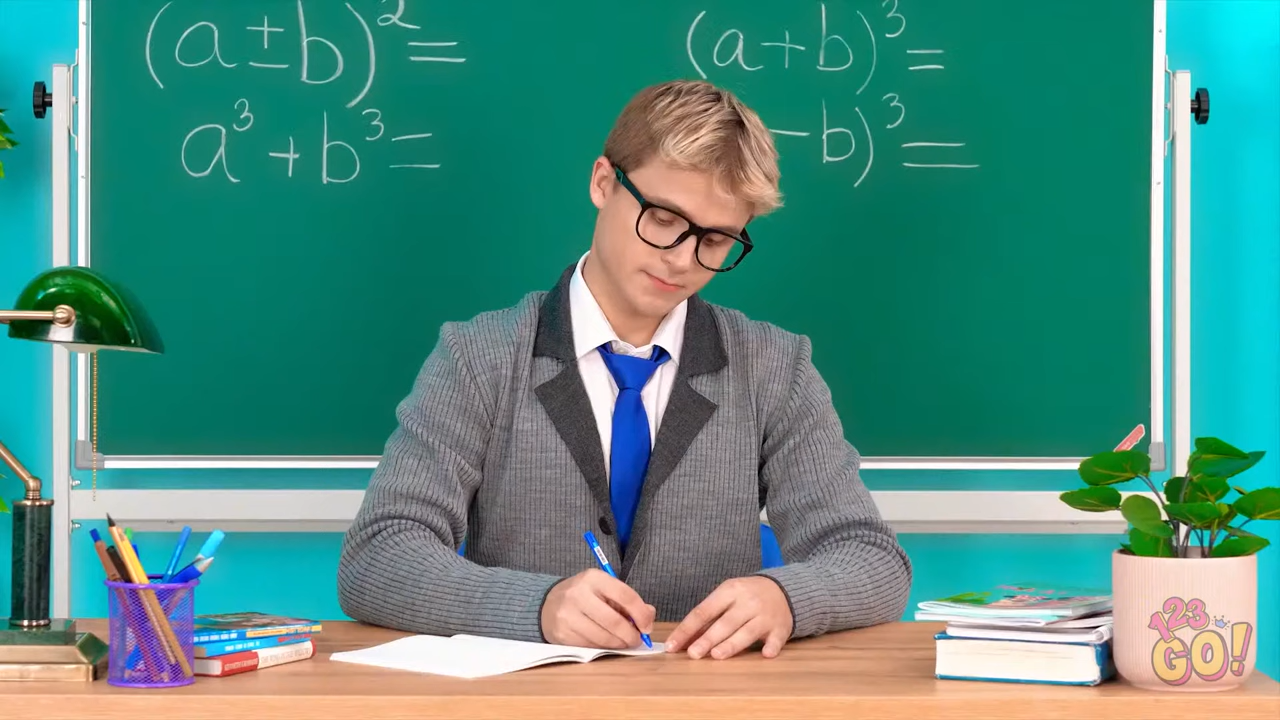 (a ± b)² =
a³ + b³ =
(a + b)³ =
– b)³ =
123
GO!